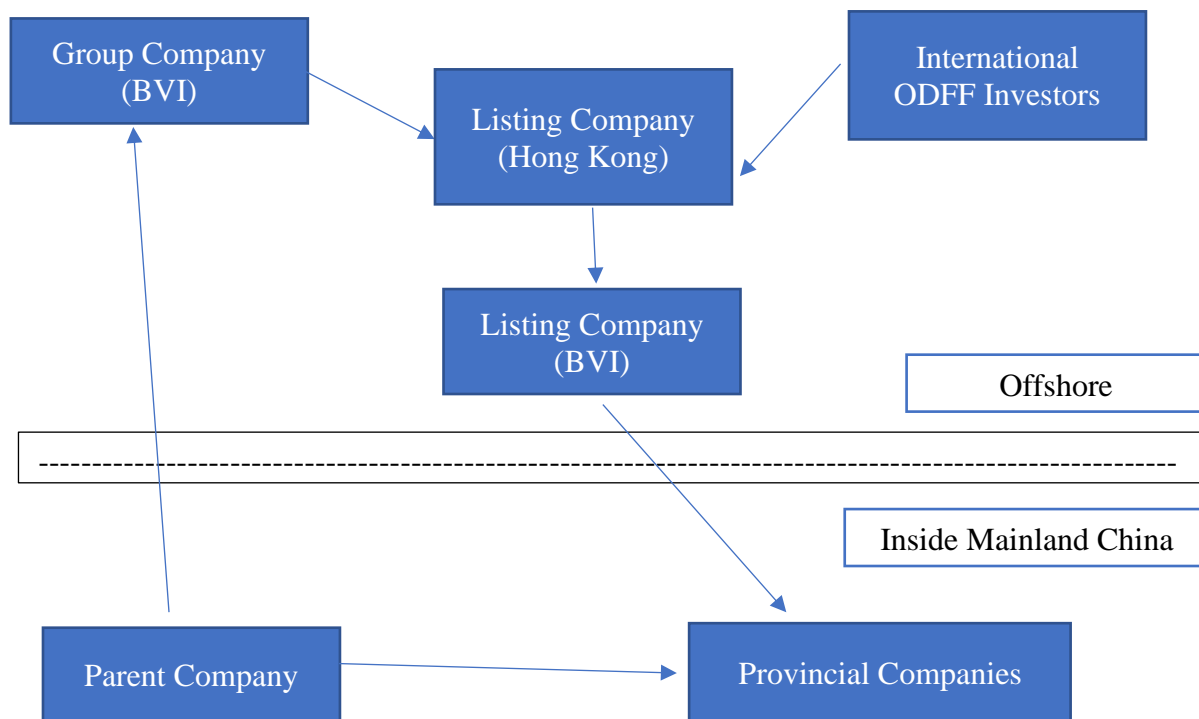 Group Company
(BVI)
Listing Company
(Hong Kong)
International
ODFF Investors
Listing Company
(BVI)
Offshore
Inside Mainland China
Parent Company
Provincial Companies